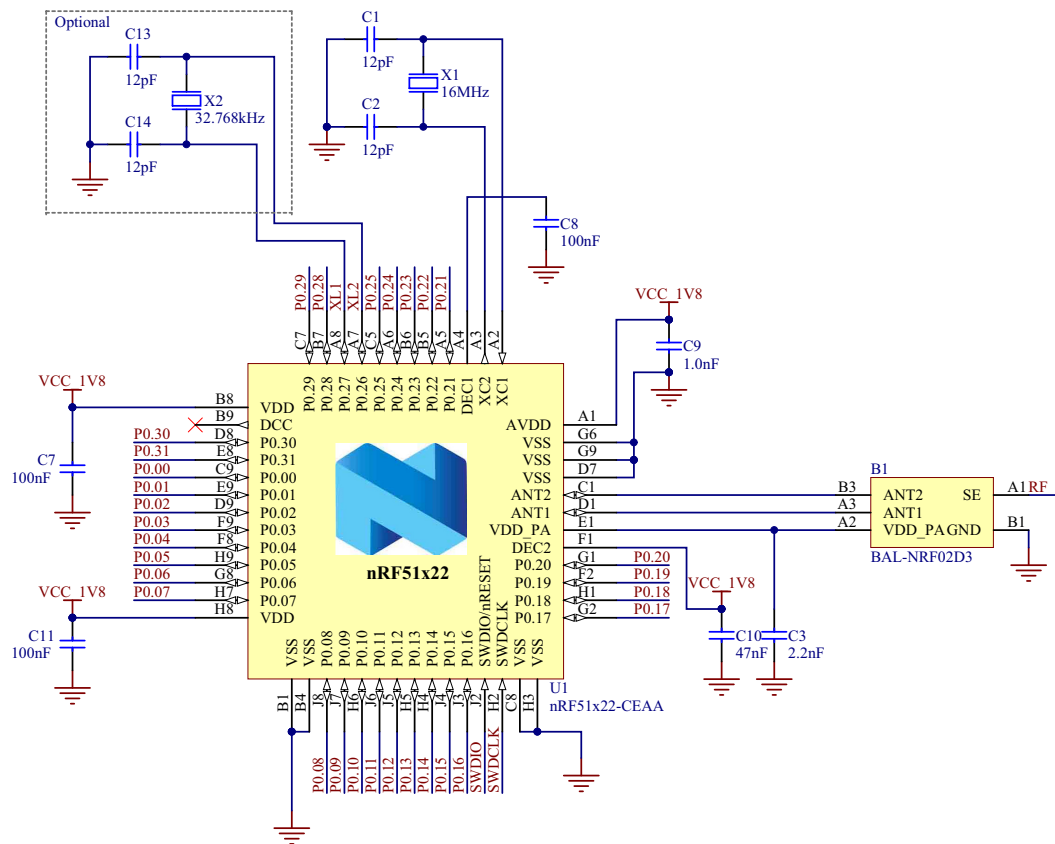 Optional
C13
12pF
X2
32.768kHz
C14
12pF
C1
12pF
X1
16MHz
C2
12pF
C8
100nF
P0.29
P0.28
XL1
XL2
P0.25
P0.24
P0.23
P0.22
P0.21
C7
B7
A8
A7
C5
A6
B6
B5
A5
A4
A3
A2
P0.29
P0.28
P0.27
P0.26
P0.25
P0.24
P0.23
P0.22
P0.21
DEC1
XC2
XC1
VCC_1V8
C7
100nF
VCC_1V8
C11
100nF
B8 VDD
B9 DCC
P0.30 D8 P0.30
P0.31 E8 P0.31
P0.00 C9 P0.00
P0.01 E9 P0.01
P0.02 D9 P0.02
P0.03 F9 P0.03
P0.04 F8 P0.04
P0.05 H9 P0.05
P0.06 G8 P0.06
P0.07 H7 P0.07
H8 VDD
nRF51x22
VCC_1V8
C9
1.0nF
AVDD A1
VSS G6
VSS G9
VSS D7
ANT2 C1
ANT1 D1
VDD_PA E1
DEC2 F1
P0.20 G1 P0.20
P0.19 F2 P0.19
P0.18 H1 P0.18
P0.17 G2 P0.17
B1
B3 ANT2 SE A1 RF
A3 ANT1
A2 VDD_PA GND B1
BAL-NRF02D3
VCC_1V8
C10
47nF
C3
2.2nF
VSS
VSS
P0.08
P0.09
P0.10
P0.11
P0.12
P0.13
P0.14
P0.15
P0.16
SWDIO/nRESET
SWDCLK
VSS
VSS
B1
B4
J8
J7
H6
J6
J5
H5
H4
J4
J3
J2
H2
C8
H3
U1
nRF51x22-CEAA
P0.08
P0.09
P0.10
P0.11
P0.12
P0.13
P0.14
P0.15
P0.16
SWDIO
SWDCLK